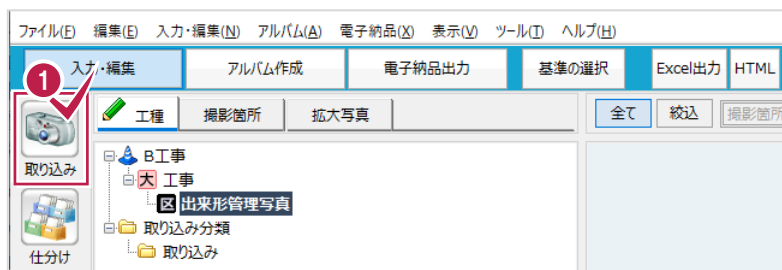 ファイル(F) 編集(E) 入力・編集(N) アルバム(A) 電子納品(X) 表示(V) ツール(T) ヘルプ(H)
入力・編集 アルバム作成 電子納品出力 基準の選択 Excel出力 HTML
1
取り込み
工種 撮影箇所 拡大写真 全て 絞込 撮影箇所
B工事
大 工事
区 出来形管理写真
取り込み分類
取り込み
仕分け